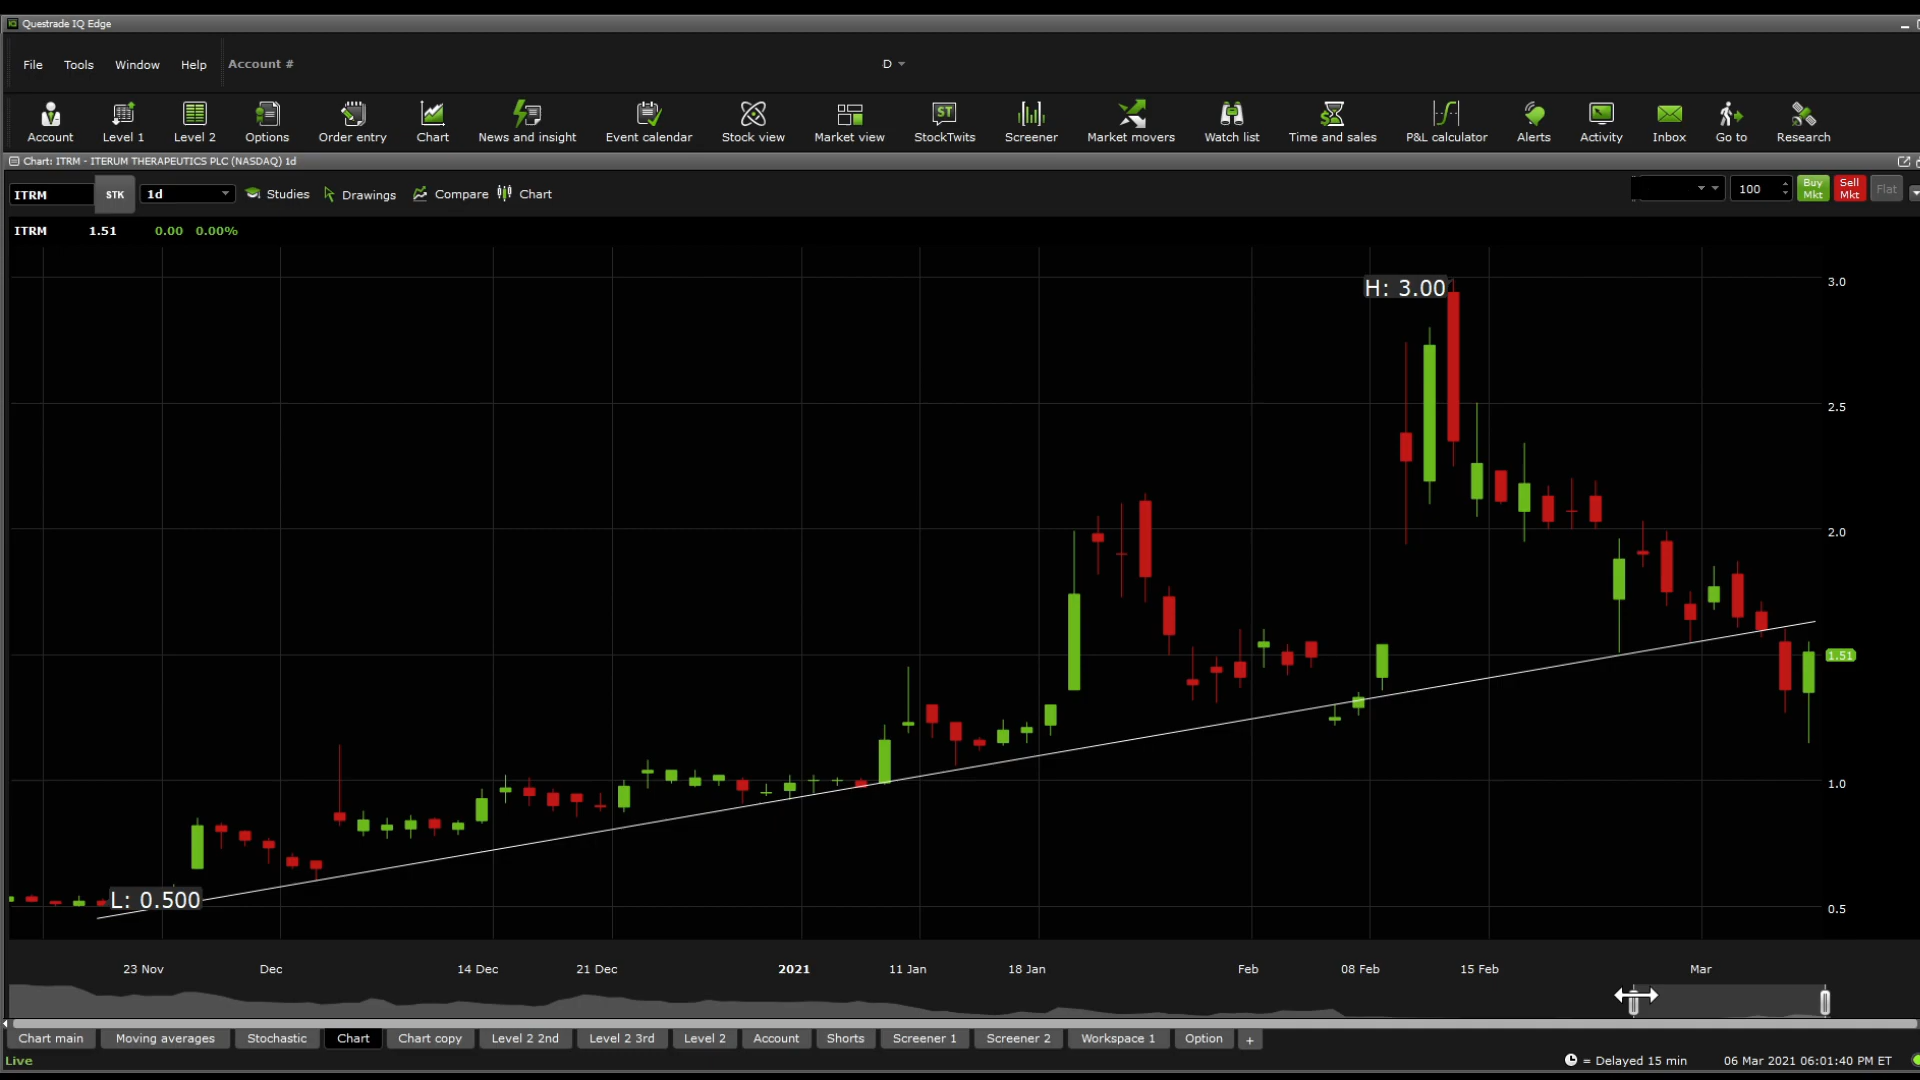 Questrade IQ Edge
File Tools Window Help Account # D
Account Level 1 Level 2 Options Order entry Chart News and insight Event calendar Stock view Market view StockTwits Screener Market movers Watch list Time and sales P&L calculator Alerts Activity Inbox Go to Research
Chart: ITRM - ITERUM THERAPEUTICS PLC (NASDAQ) 1d
ITRM STK 1d Studies Drawings Compare Chart 100 Buy Mkt Sell Mkt Flat
ITRM 1.51 0.00 0.00%
H: 3.00
3.0
2.5
2.0
1.51
1.0
L: 0.500
0.5
23 Nov Dec 14 Dec 21 Dec 2021 11 Jan 18 Jan Feb 08 Feb 15 Feb Mar
Chart main Moving averages Stochastic Chart Chart copy Level 2 2nd Level 2 3rd Level 2 Account Shorts Screener 1 Screener 2 Workspace 1 Option +
Live = Delayed 15 min 06 Mar 2021 06:01:40 PM ET